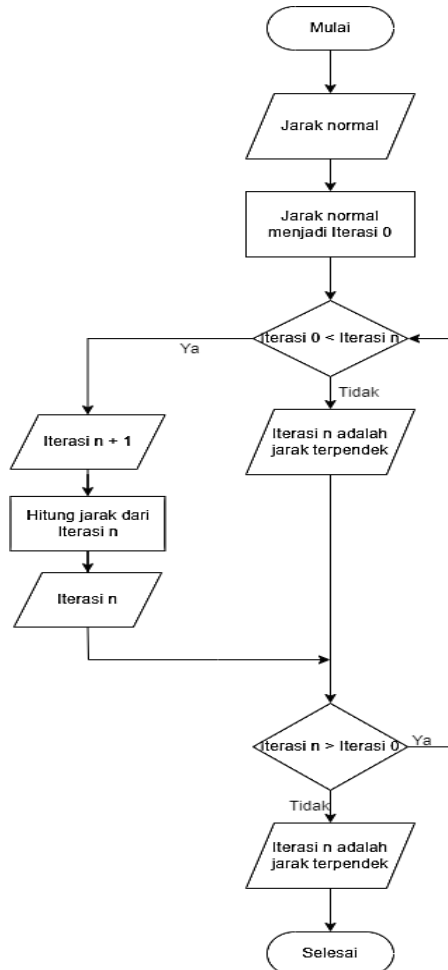 Mulai
Jarak normal
Jarak normal
menjadi Iterasi 0
Iterasi 0 < Iterasi n
Ya
Tidak
Iterasi n + 1
Iterasi n adalah
jarak terpendek
Hitung jarak dari
Iterasi n
Iterasi n
Iterasi n > Iterasi 0
Ya
Tidak
Iterasi n adalah
jarak terpendek
Selesai